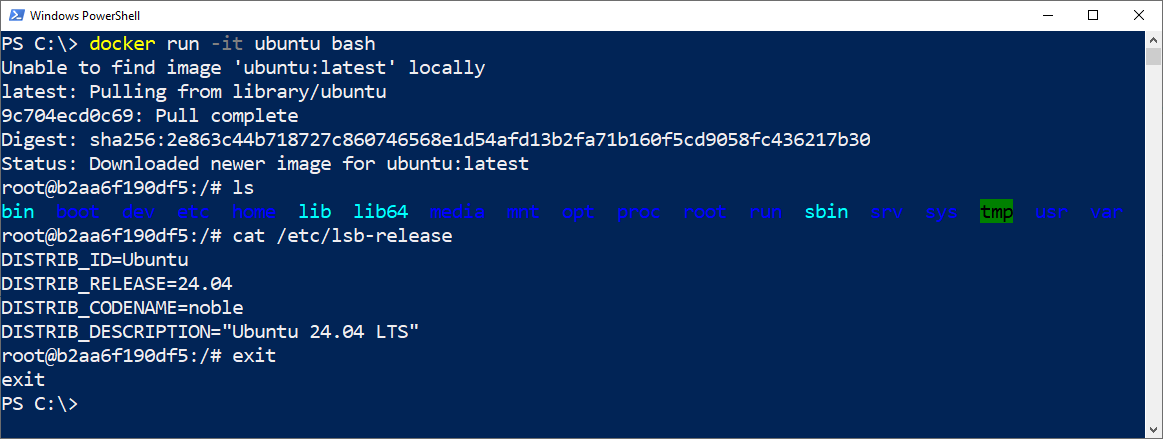 Windows PowerShell
PS C:\> docker run -it ubuntu bash
Unable to find image 'ubuntu:latest' locally
latest: Pulling from library/ubuntu
9c704ecd0c69: Pull complete
Digest: sha256:2e863c44b718727c860746568e1d54afd13b2fa71b160f5cd9058fc436217b30
Status: Downloaded newer image for ubuntu:latest
root@b2aa6f190df5:/# ls
bin boot dev etc home lib lib64 media mnt opt proc root run sbin srv sys tmp usr var
root@b2aa6f190df5:/# cat /etc/lsb-release
DISTRIB_ID=Ubuntu
DISTRIB_RELEASE=24.04
DISTRIB_CODENAME=noble
DISTRIB_DESCRIPTION="Ubuntu 24.04 LTS"
root@b2aa6f190df5:/# exit
exit
PS C:\>